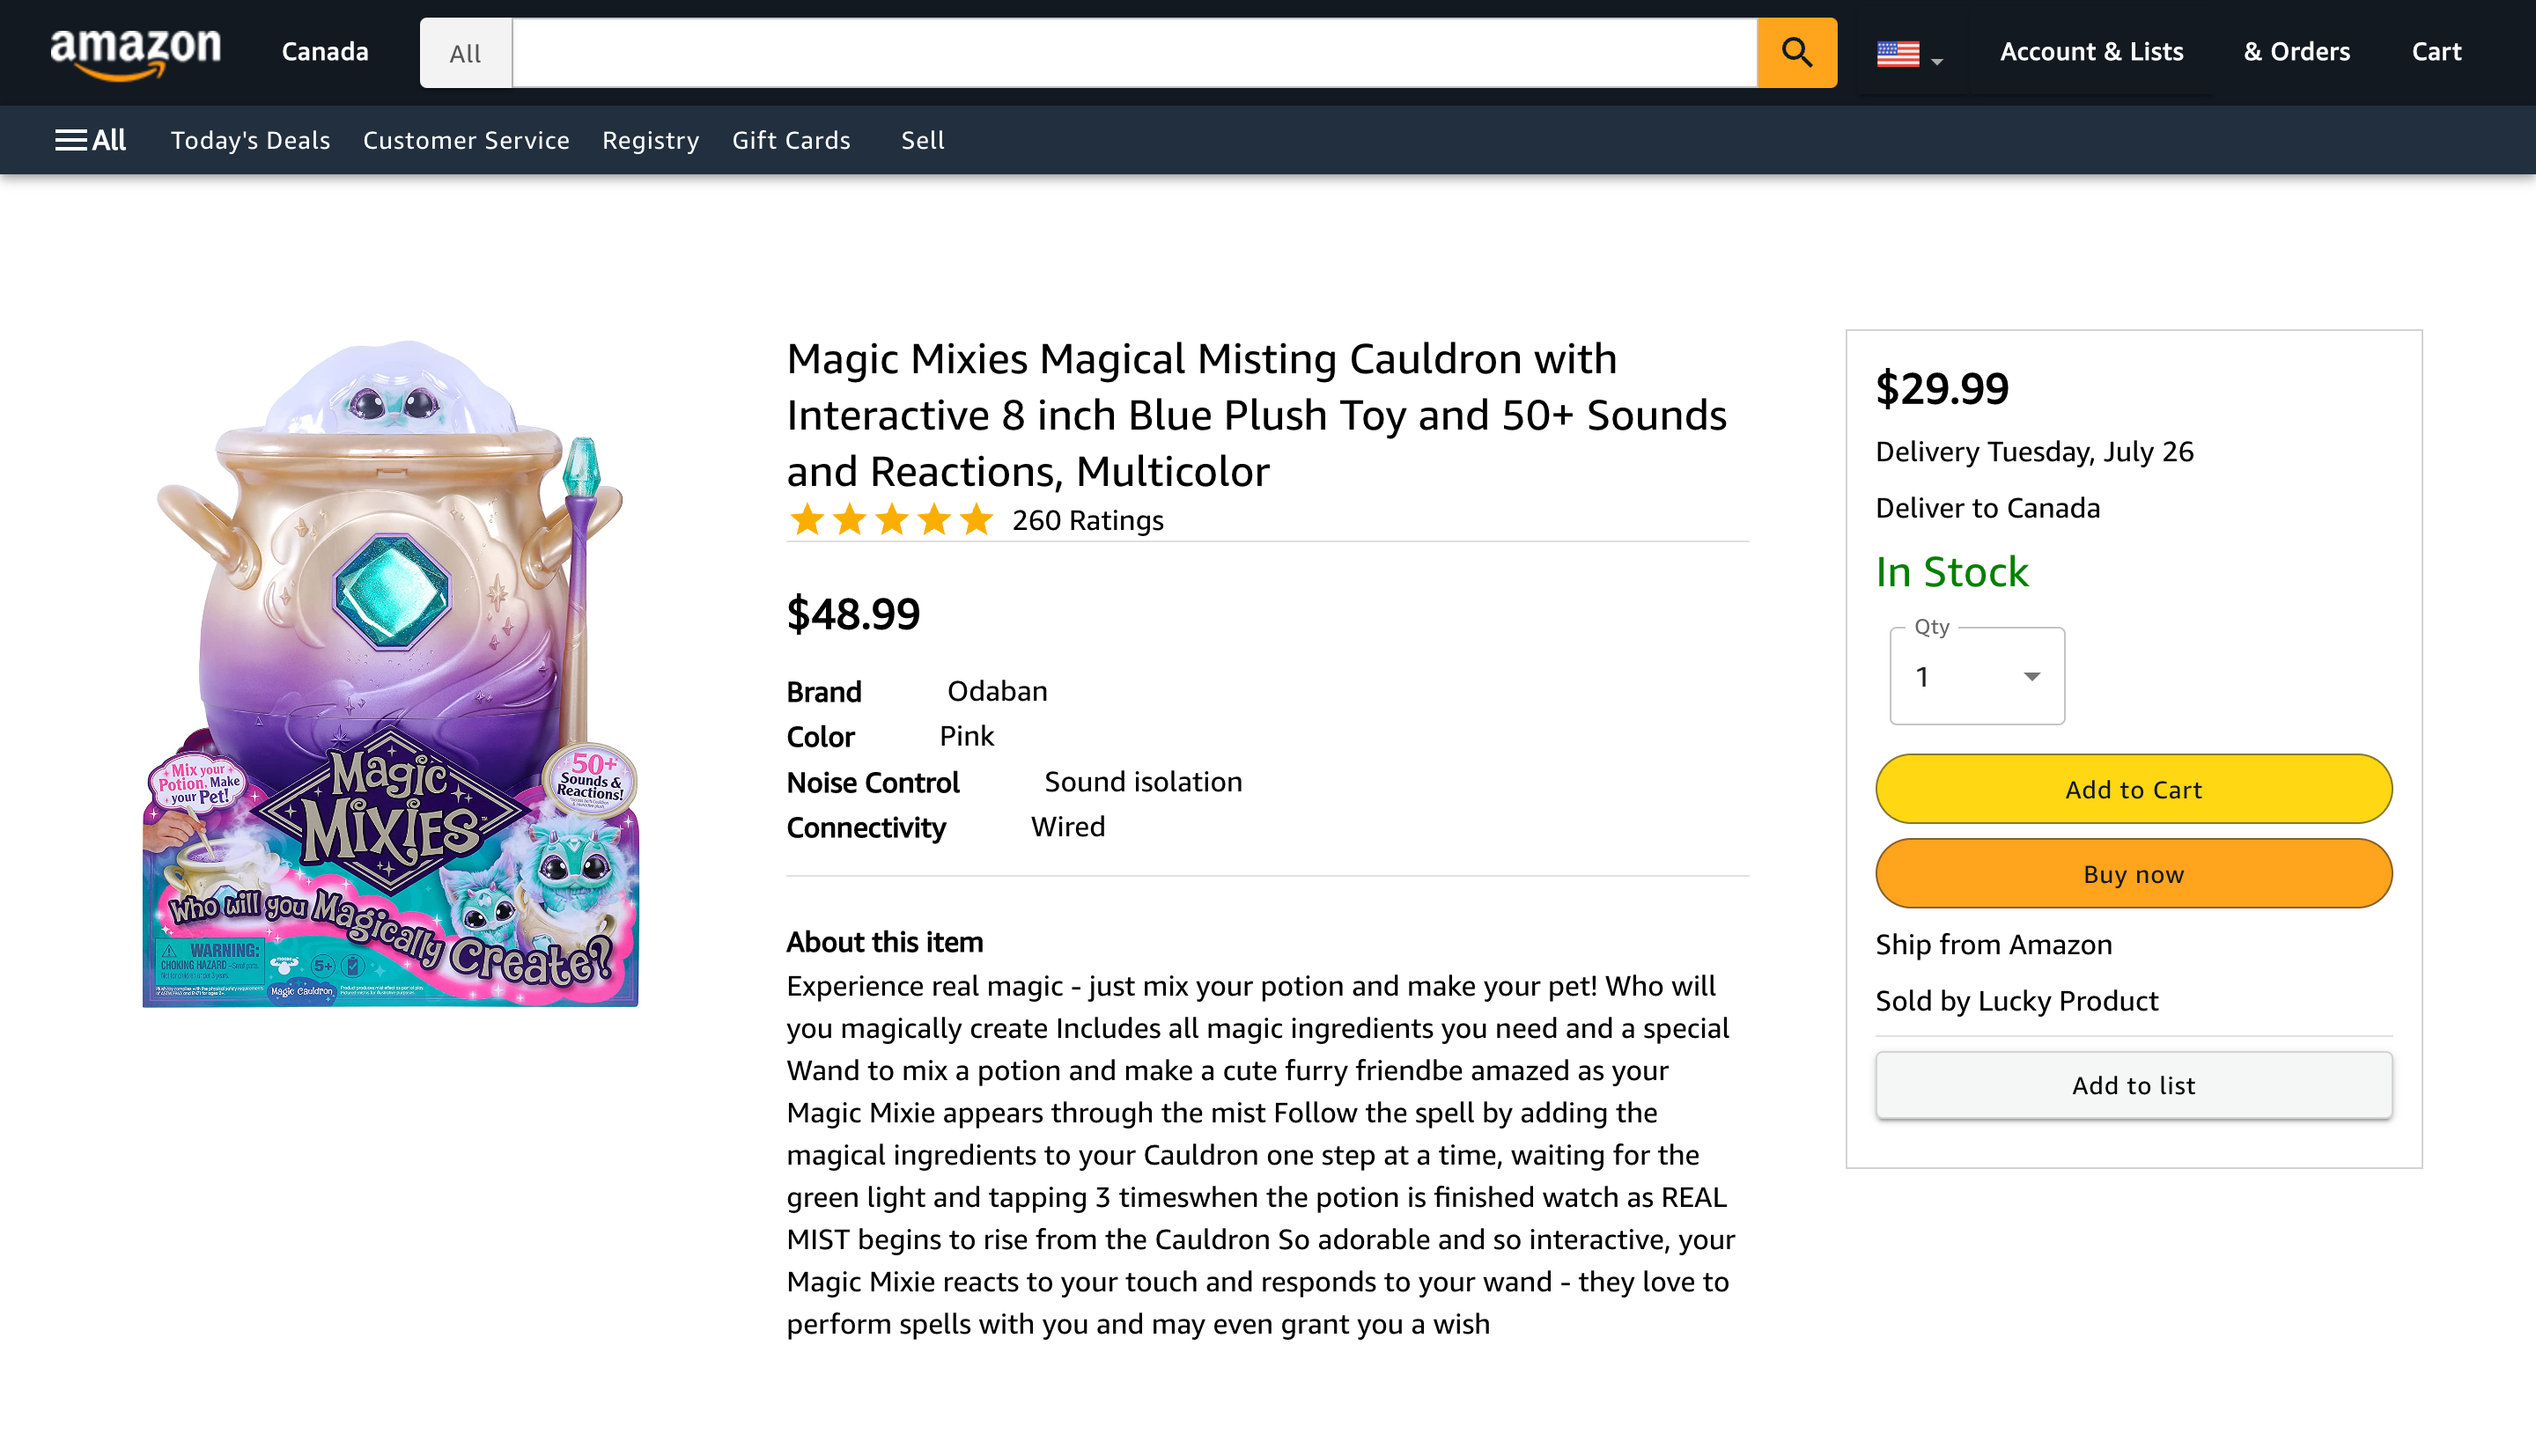 amazon
Canada
All
Account & Lists
& Orders
Cart
All
Today's Deals
Customer Service
Registry
Gift Cards
Sell
Magic Mixies Magical Misting Cauldron with
Interactive 8 inch Blue Plush Toy and 50+ Sounds
and Reactions, Multicolor
260 Ratings
$48.99
Brand Odaban
Color Pink
Noise Control Sound isolation
Connectivity Wired
About this item
Experience real magic - just mix your potion and make your pet! Who will
you magically create Includes all magic ingredients you need and a special
Wand to mix a potion and make a cute furry friendbe amazed as your
Magic Mixie appears through the mist Follow the spell by adding the
magical ingredients to your Cauldron one step at a time, waiting for the
green light and tapping 3 timeswhen the potion is finished watch as REAL
MIST begins to rise from the Cauldron So adorable and so interactive, your
Magic Mixie reacts to your touch and responds to your wand - they love to
perform spells with you and may even grant you a wish
$29.99
Delivery Tuesday, July 26
Deliver to Canada
In Stock
Qty
1
Add to Cart
Buy now
Ship from Amazon
Sold by Lucky Product
Add to list
Mix your
Potion, Make
your Pet!
Magic
Mixies
50+
Sounds &
Reactions!
Who will you Magically Create?
WARNING:
CHOKING HAZARD - Small parts
5+
Magic Cauldron